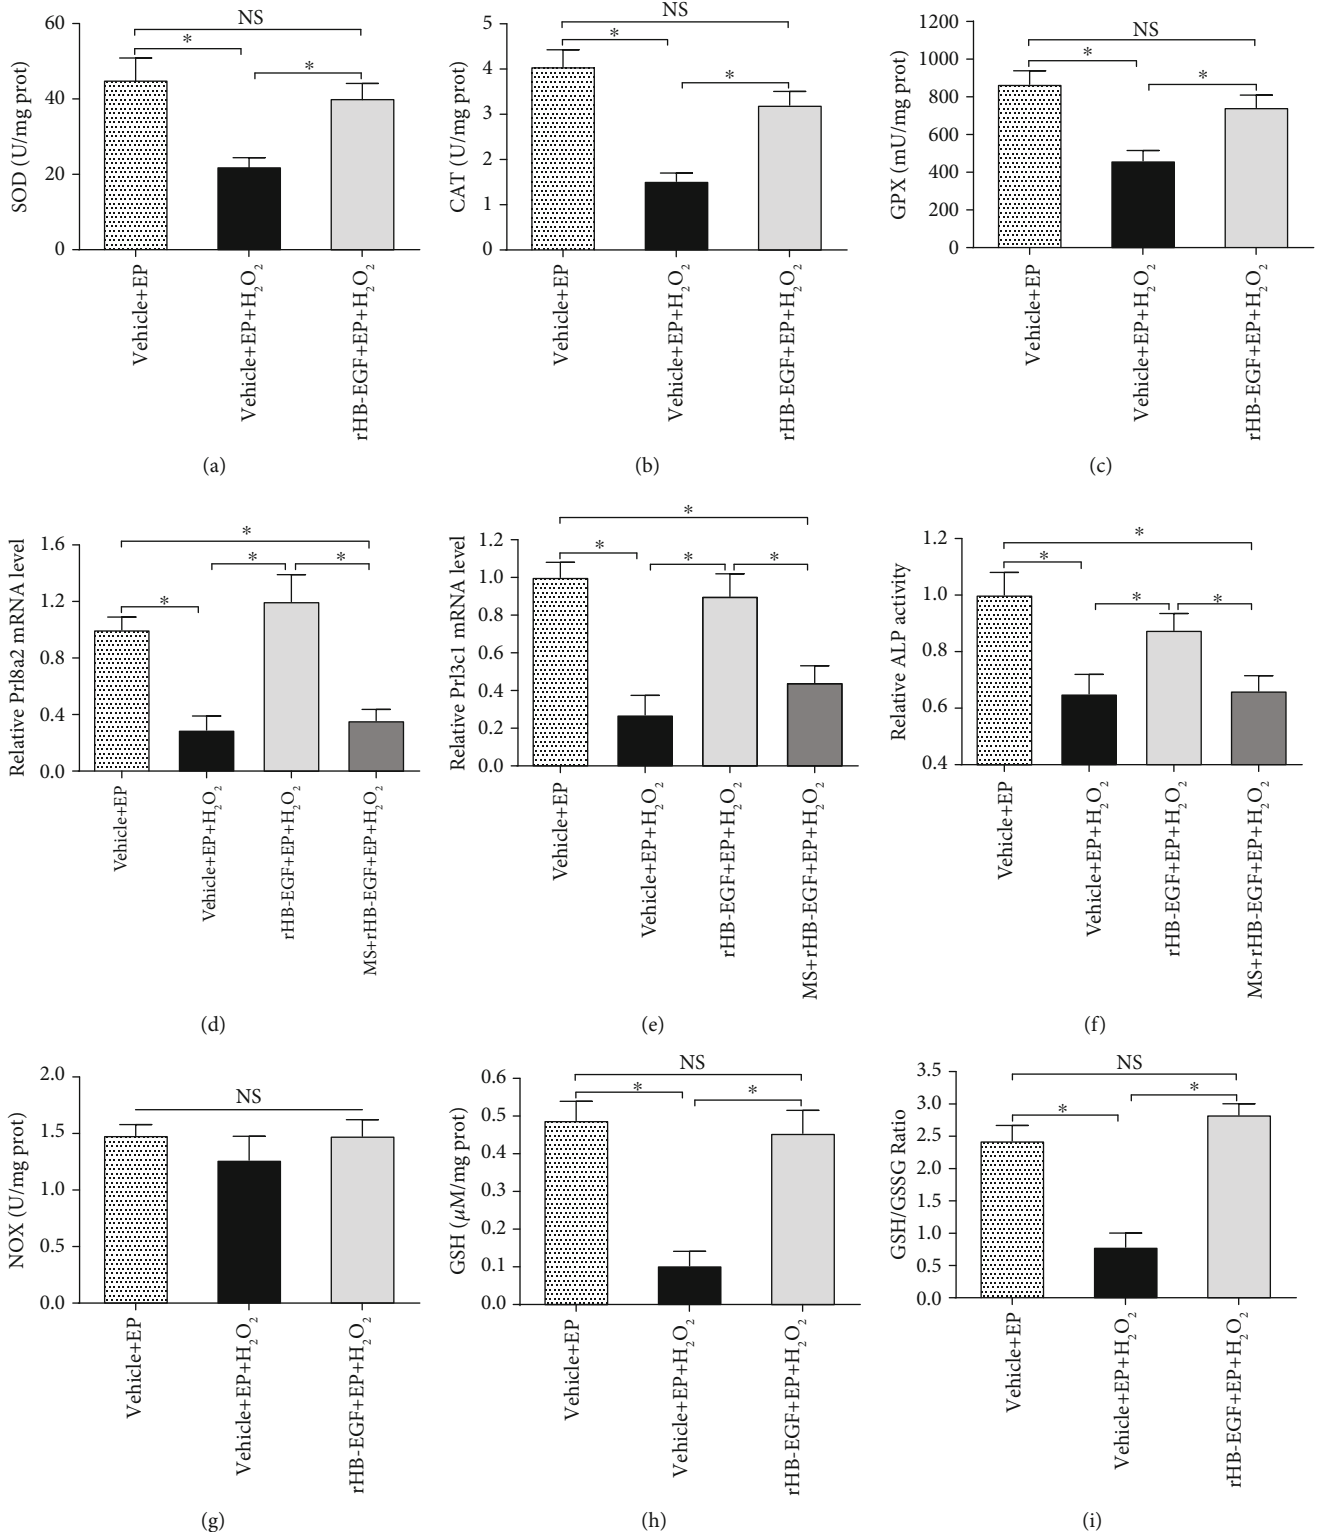 SOD (U/mg prot)
60
40
20
0
NS
*
*
Vehicle+EP
Vehicle+EP+H₂O₂
rHB-EGF+EP+H₂O₂
(a)
CAT (U/mg prot)
5
4
3
2
1
0
NS
*
*
Vehicle+EP
Vehicle+EP+H₂O₂
rHB-EGF+EP+H₂O₂
(b)
GPX (mU/mg prot)
1200
1000
800
600
400
200
0
NS
*
*
Vehicle+EP
Vehicle+EP+H₂O₂
rHB-EGF+EP+H₂O₂
(c)
Relative Prl8a2 mRNA level
1.6
1.2
0.8
0.4
0.0
*
*
*
*
Vehicle+EP
Vehicle+EP+H₂O₂
rHB-EGF+EP+H₂O₂
MS+rHB-EGF+EP+H₂O₂
(d)
Relative Prl3c1 mRNA level
1.2
1.0
0.8
0.6
0.4
0.2
0.0
*
*
*
*
Vehicle+EP
Vehicle+EP+H₂O₂
rHB-EGF+EP+H₂O₂
MS+rHB-EGF+EP+H₂O₂
(e)
Relative ALP activity
1.2
1.0
0.8
0.6
0.4
*
*
*
*
Vehicle+EP
Vehicle+EP+H₂O₂
rHB-EGF+EP+H₂O₂
MS+rHB-EGF+EP+H₂O₂
(f)
NOX (U/mg prot)
2.0
1.5
1.0
0.5
0.0
NS
Vehicle+EP
Vehicle+EP+H₂O₂
rHB-EGF+EP+H₂O₂
(g)
GSH (μM/mg prot)
0.6
0.5
0.4
0.3
0.2
0.1
0.0
NS
*
*
Vehicle+EP
Vehicle+EP+H₂O₂
rHB-EGF+EP+H₂O₂
(h)
GSH/GSSG Ratio
3.5
3.0
2.5
2.0
1.5
1.0
0.5
0.0
NS
*
*
Vehicle+EP
Vehicle+EP+H₂O₂
rHB-EGF+EP+H₂O₂
(i)